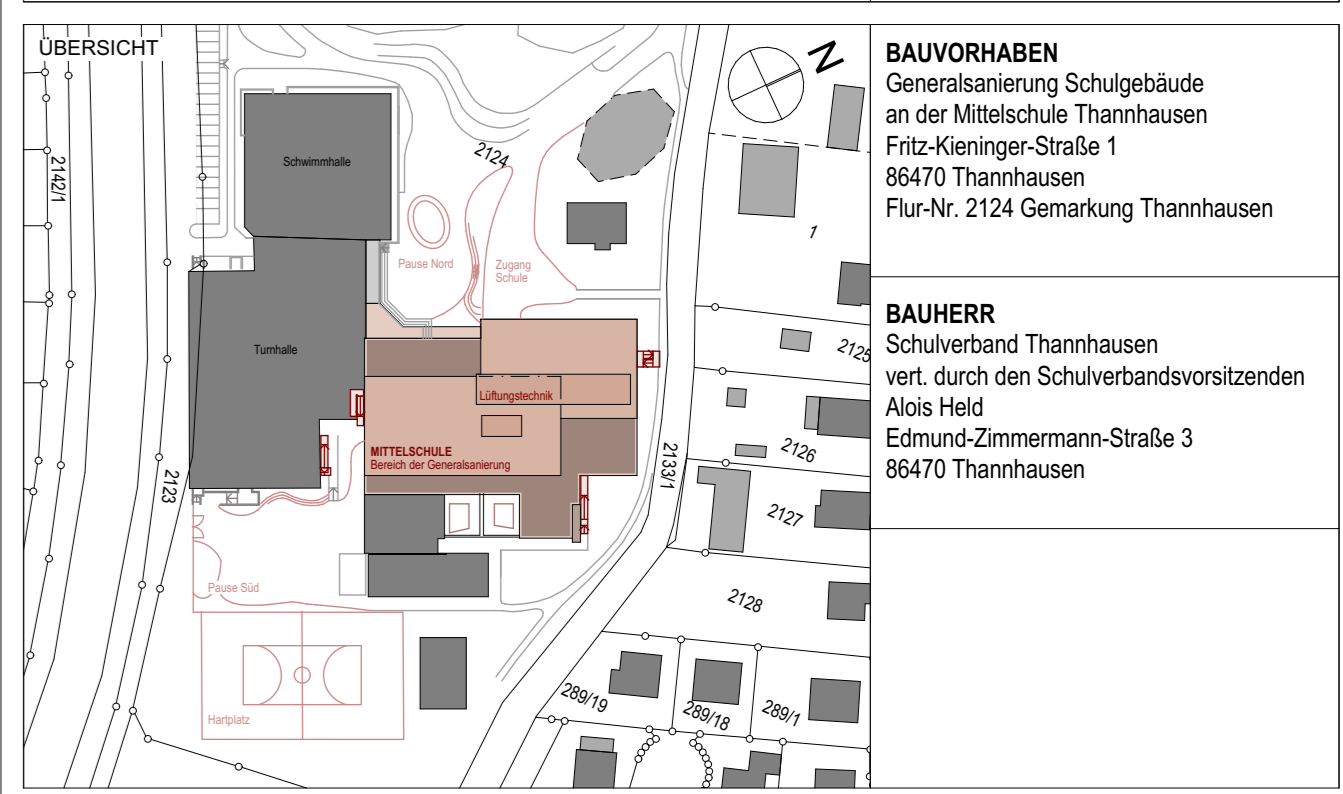 ÜBERSICHT
N
2142/1
Schwimmhalle
2124
1
Pause Nord
Zugang
Schule
Turnhalle
2125
Lüftungstechnik
MITTELSCHULE
Bereich der Generalsanierung
2126
2133/1
2123
2127
Pause Süd
2128
289/19
289/18
289/1
Hartplatz
BAUVORHABEN
Generalsanierung Schulgebäude
an der Mittelschule Thannhausen
Fritz-Kieninger-Straße 1
86470 Thannhausen
Flur-Nr. 2124 Gemarkung Thannhausen
BAUHERR
Schulverband Thannhausen
vert. durch den Schulverbandsvorsitzenden
Alois Held
Edmund-Zimmermann-Straße 3
86470 Thannhausen